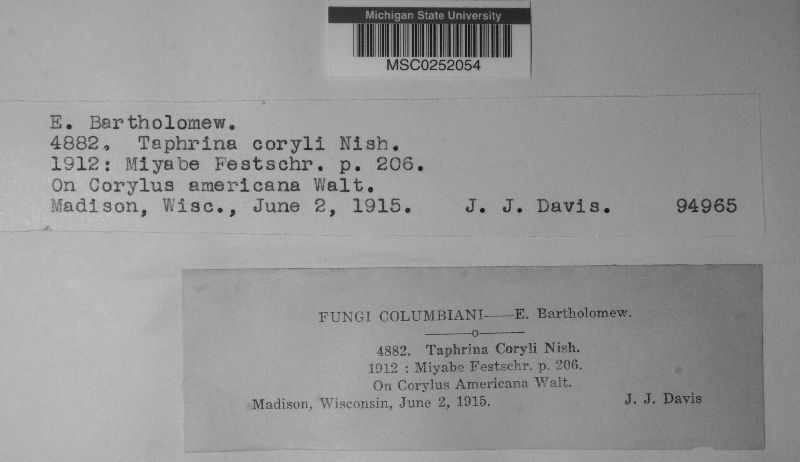 Michigan State University
MSC0252054
E. Bartholomew.
4882. Taphrina coryli Nish.
1912: Miyabe Festschr. p. 206.
On Corylus americana Walt.
Madison, Wisc., June 2, 1915. J. J. Davis. 94965
FUNGI COLUMBIANI——E. Bartholomew.
4882. Taphrina Coryli Nish.
1912 : Miyabe Festschr. p. 206.
On Corylus Americana Walt.
Madison, Wisconsin, June 2, 1915. J. J. Davis